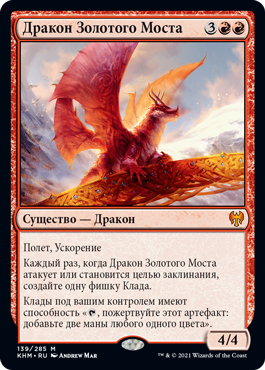 Дракон Золотого Моста 3
Существо — Дракон
Полет, Ускорение
Каждый раз, когда Дракон Золотого Моста
атакует или становится целью заклинания,
создайте одну фишку Клада.
Клады под вашим контролем имеют
способность «, пожертвуйте этот артефакт:
добавьте две маны любого одного цвета».
4/4
139/285 M
KHM • RU Andrew Mar
™ & © 2021 Wizards of the Coast